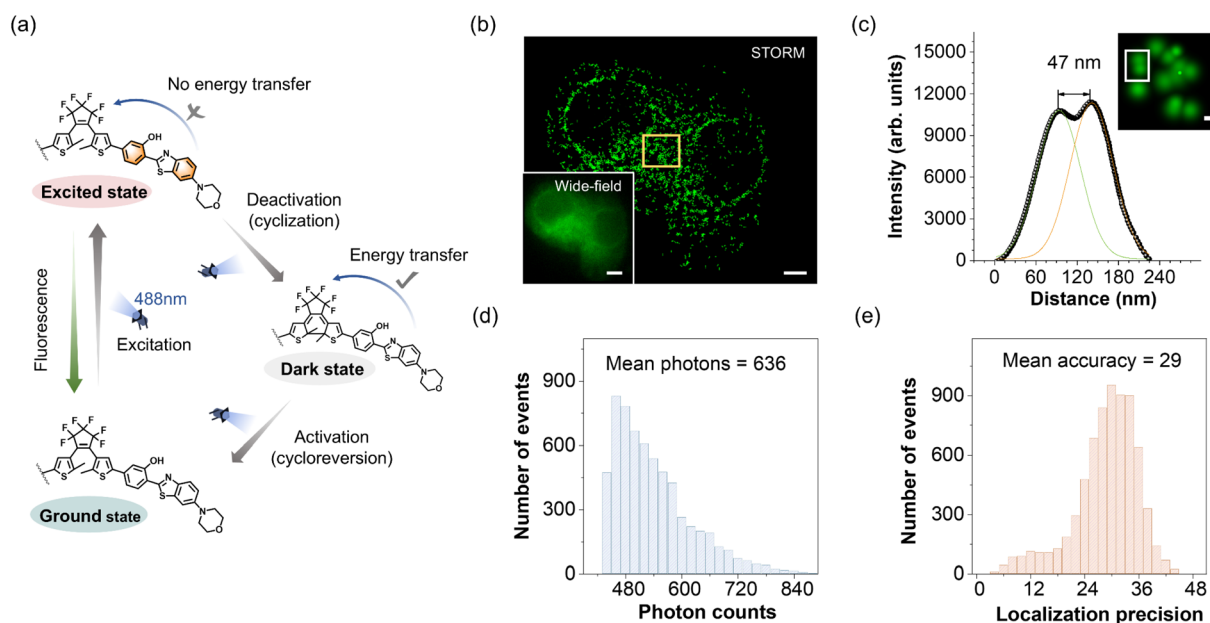 (a)
No energy transfer
F F
F F
F F
OH
N
S
S
S
N
O
Excited state
Deactivation
(cyclization)
Energy transfer
488nm
Excitation
Fluorescence
F F
F F
F F
OH
N
S
S
S
N
O
Dark state
Activation
(cycloreversion)
F F
F F
F F
OH
N
S
S
S
N
O
Ground state
(b)
STORM
Wide-field
(c)
47 nm
Intensity (arb. units)
15000
12000
9000
6000
3000
0
0 60 120 180 240
Distance (nm)
(d)
Mean photons = 636
Number of events
900
600
300
0
480 600 720 840
Photon counts
(e)
Mean accuracy = 29
Number of events
900
600
300
0
0 12 24 36 48
Localization precision